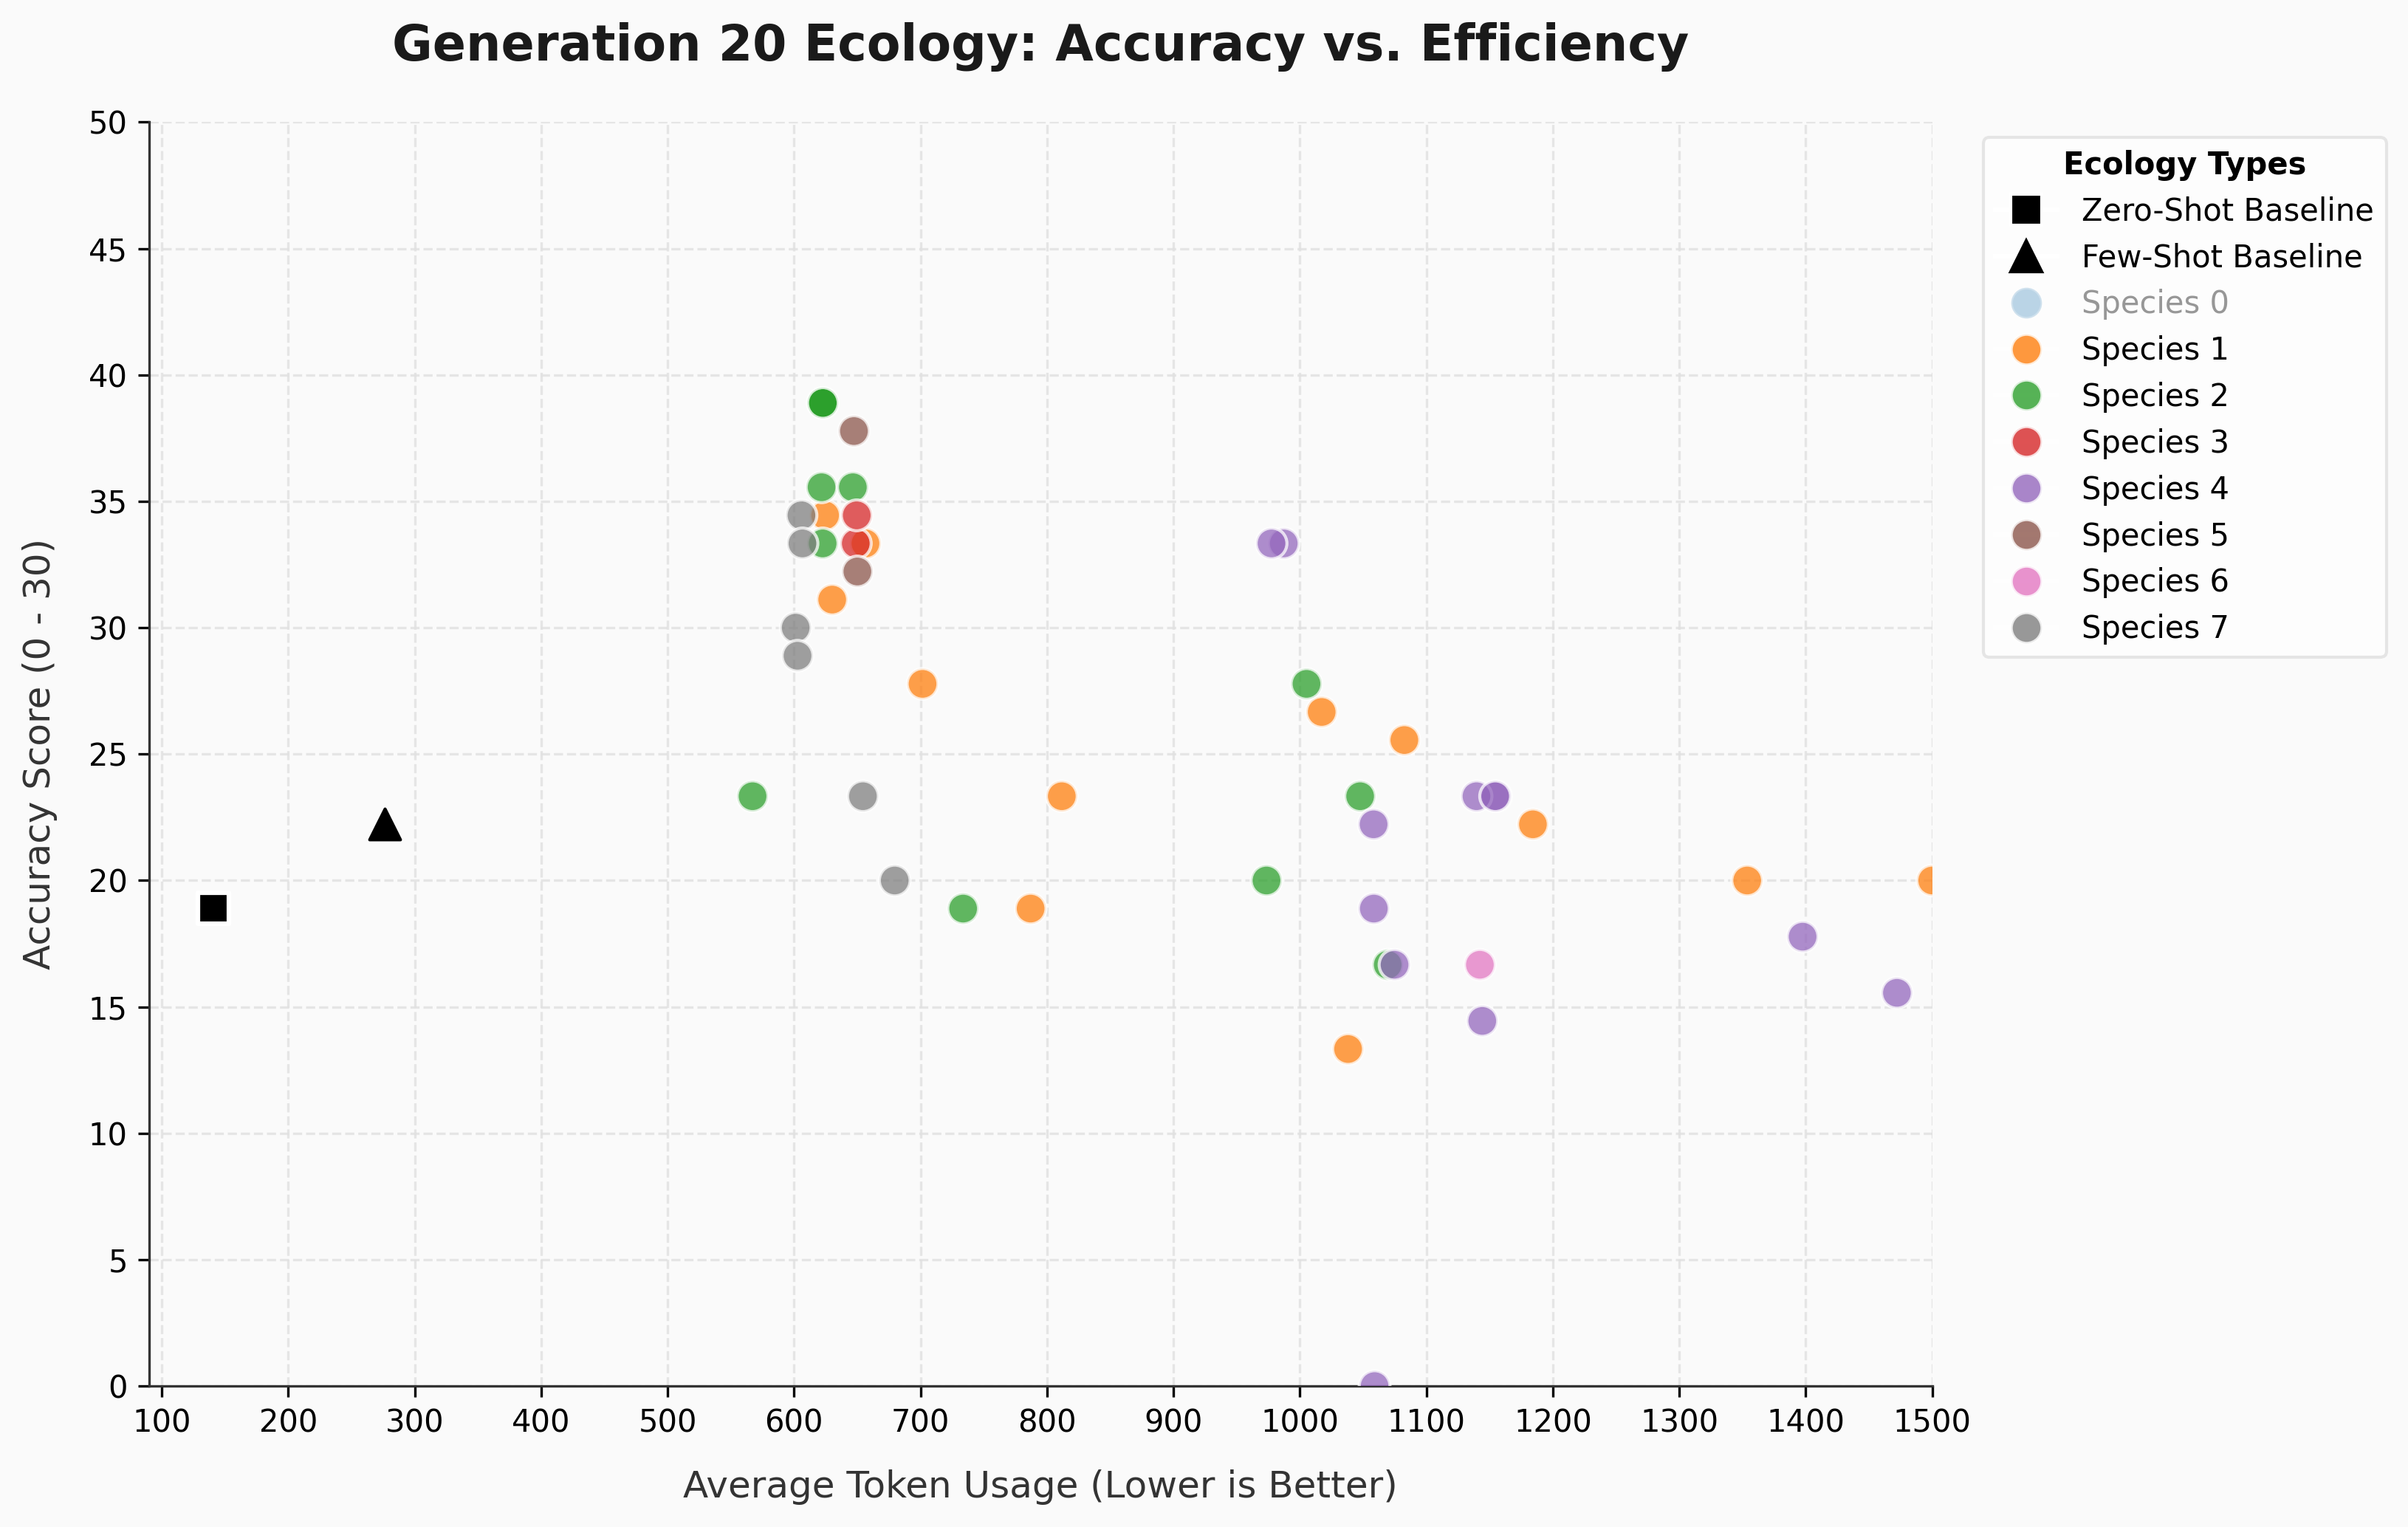 Generation 20 Ecology: Accuracy vs. Efficiency
50
45
40
35
30
25
20
15
10
5
0
Accuracy Score (0 - 30)
100 200 300 400 500 600 700 800 900 1000 1100 1200 1300 1400 1500
Average Token Usage (Lower is Better)
Ecology Types
Zero-Shot Baseline
Few-Shot Baseline
Species 0
Species 1
Species 2
Species 3
Species 4
Species 5
Species 6
Species 7